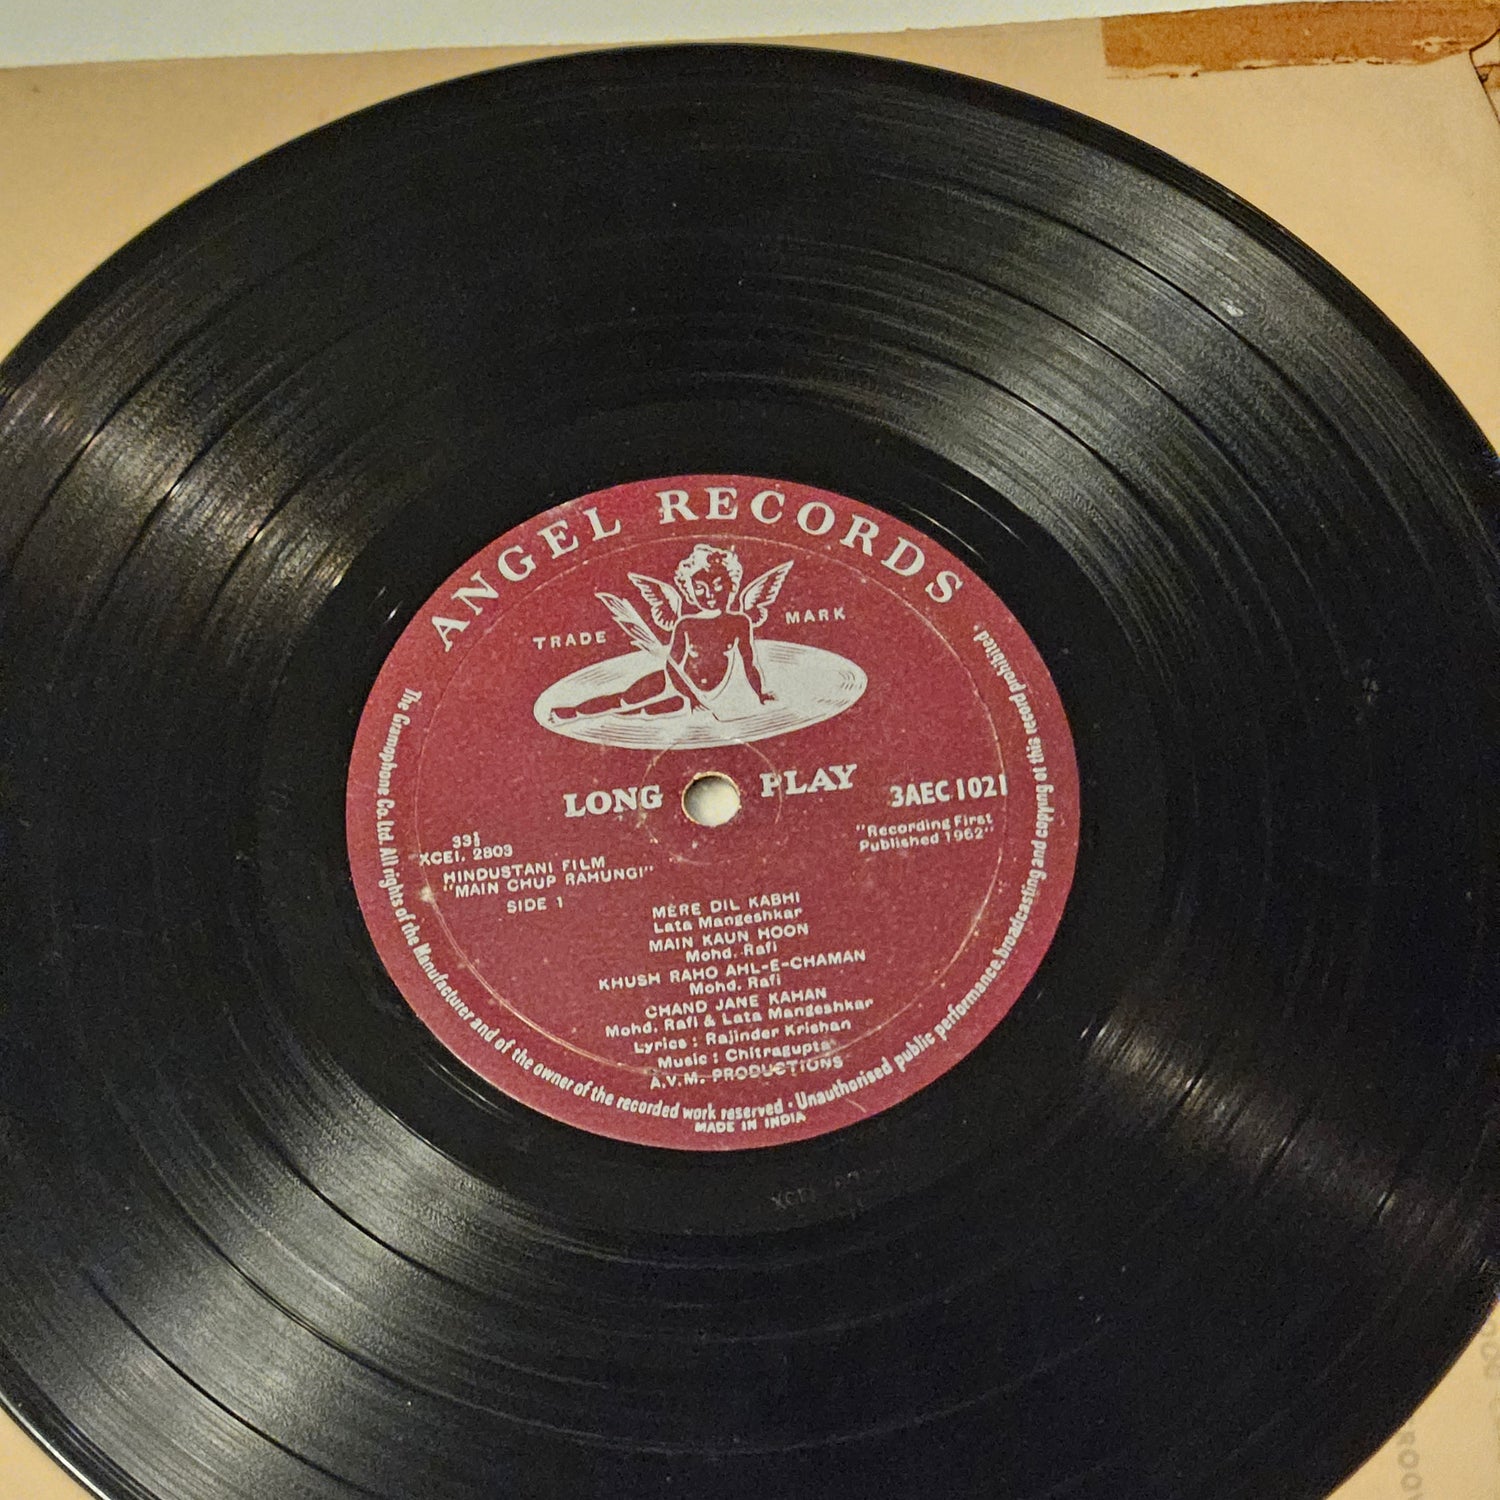 ANGEL RECORDS
TRADE MARK
LONG PLAY
3AEC 1021
"Recording First
Published 1962"
33⅓
XCEI. 2803
HINDUSTANI FILM
"MAIN CHUP RAHUNGI"
SIDE 1
MERE DIL KABHI
Lata Mangeshkar
MAIN KAUN HOON
Mohd. Rafi
KHUSH RAHO AHL-E-CHAMAN
Mohd. Rafi
CHAND JANE KAHAN
Mohd. Rafi & Lata Mangeshkar
Lyrics : Rajinder Krishan
Music : Chitragupta
A.V.M. PRODUCTIONS
The Gramophone Co. Ltd. All rights of the Manufacturer and of the owner of the recorded work reserved · Unauthorised public performance, broadcasting and copying of this record prohibited.
MADE IN INDIA